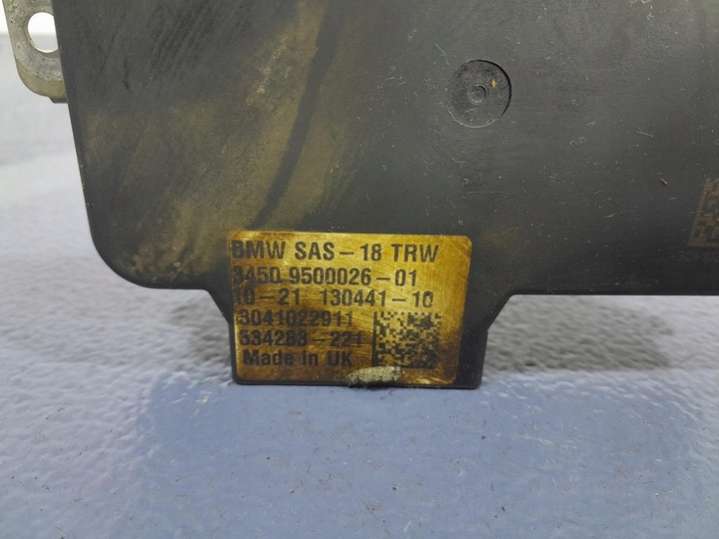 BMW SAS-18 TRW
3450 9500026-01
10-21 130441-10
3041022911
534283-221
Made in UK